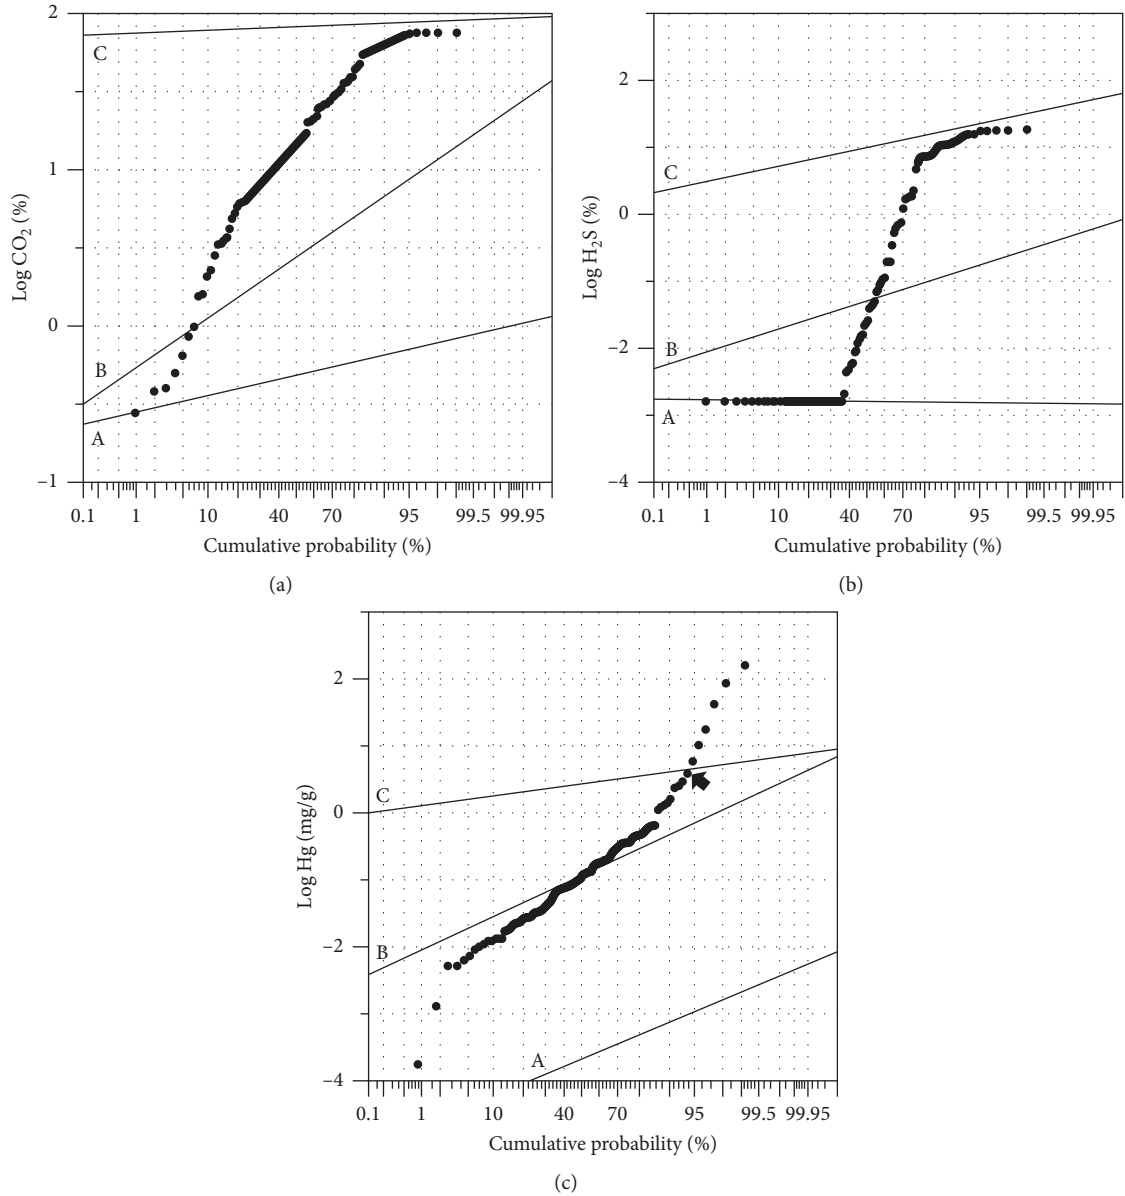 2
1
0
−1
Log CO2 (%)
C
B
A
0.1 1 10 40 70 95 99.5 99.95
Cumulative probability (%)
(a)
2
0
−2
−4
Log H2S (%)
C
B
A
0.1 1 10 40 70 95 99.5 99.95
Cumulative probability (%)
(b)
2
0
−2
−4
Log Hg (mg/g)
C
B
A
0.1 1 10 40 70 95 99.5 99.95
Cumulative probability (%)
(c)